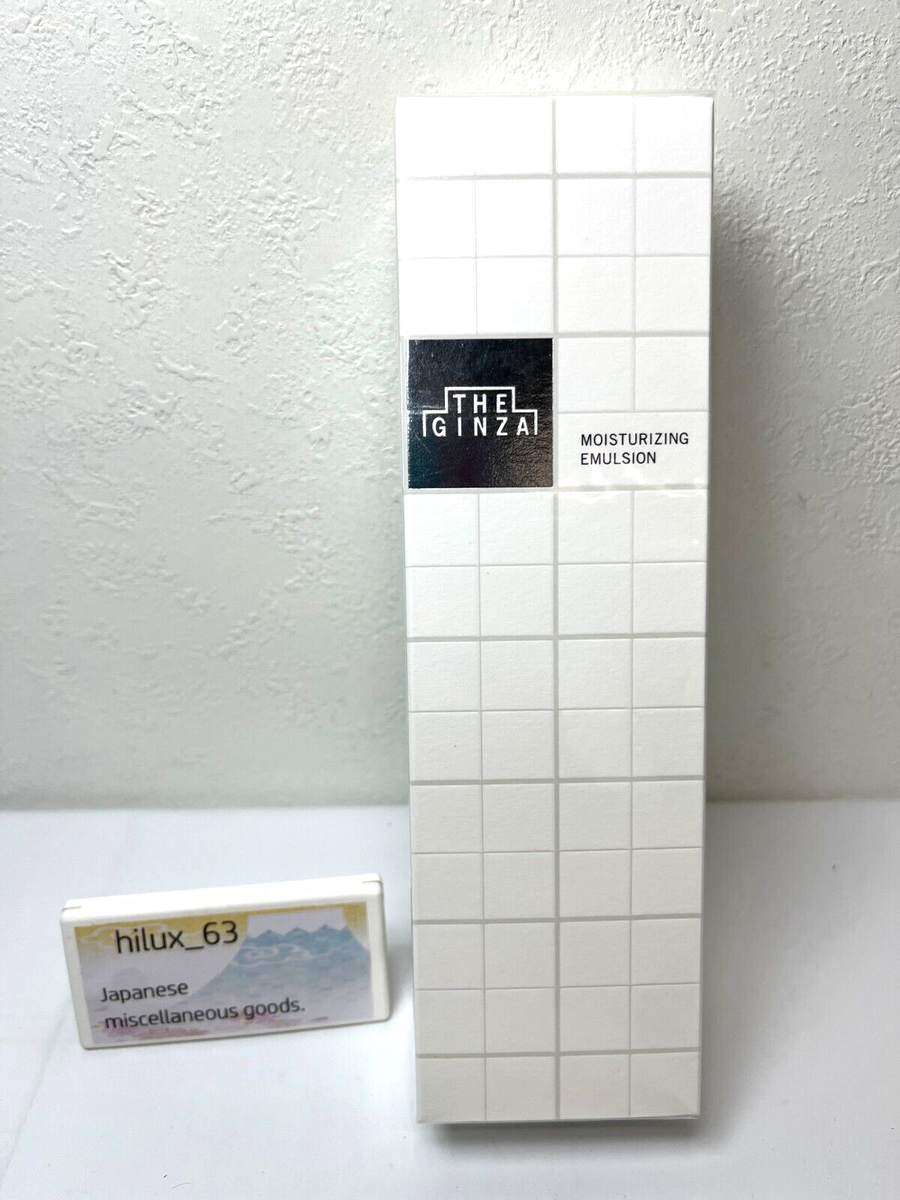 THE
GINZA
MOISTURIZING
EMULSION
hilux_63
Japanese
miscellaneous goods.